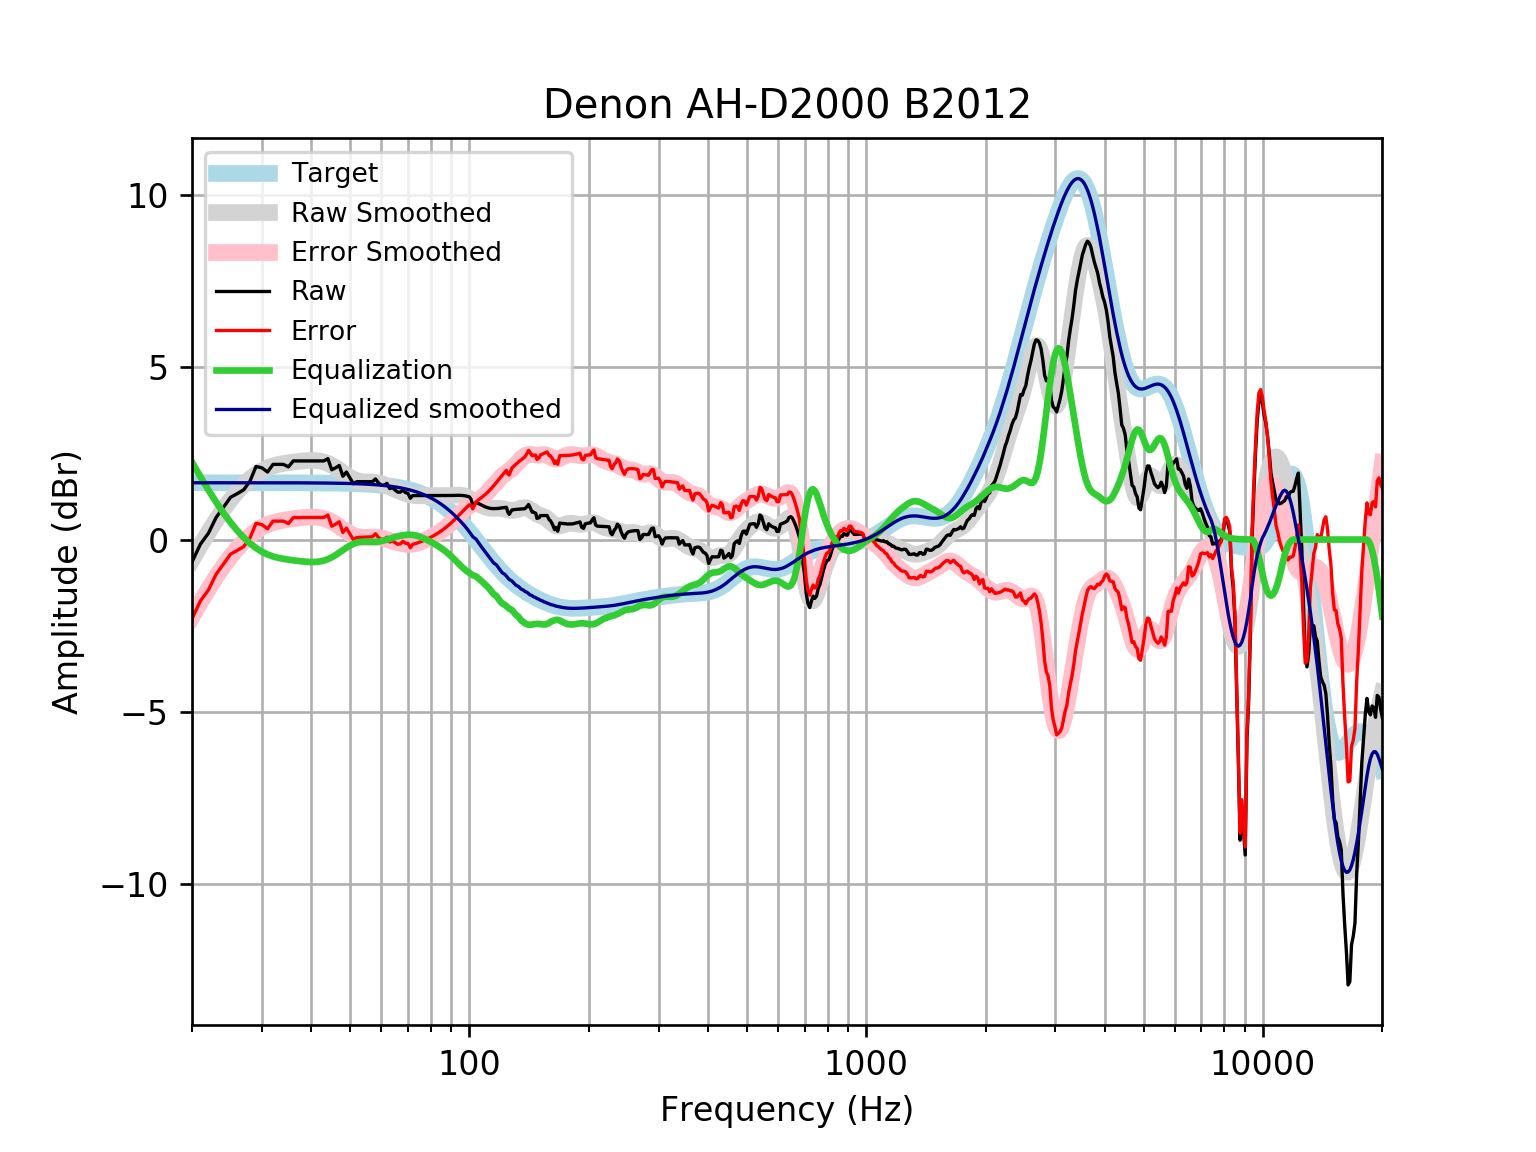 Denon AH-D2000 B2012
Target
Raw Smoothed
Error Smoothed
Raw
Error
Equalization
Equalized smoothed
10
5
0
−5
−10
Amplitude (dBr)
100
1000
10000
Frequency (Hz)